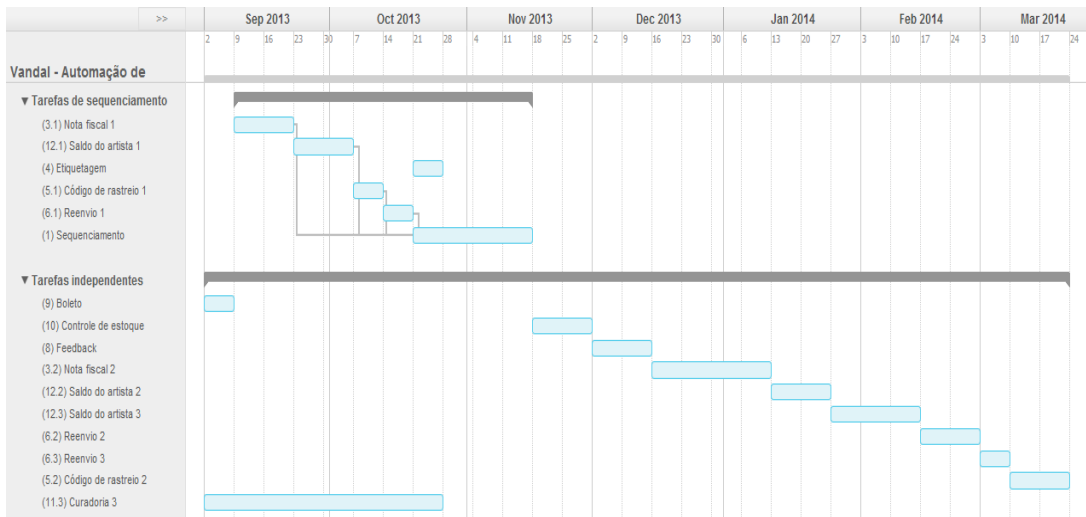 >> Sep 2013 Oct 2013 Nov 2013 Dec 2013 Jan 2014 Feb 2014 Mar 2014
2 9 16 23 30 7 14 21 28 4 11 18 25 2 9 16 23 30 6 13 20 27 3 10 17 24 3 10 17 24
Vandal - Automação de
▼ Tarefas de sequenciamento
(3.1) Nota fiscal 1
(12.1) Saldo do artista 1
(4) Etiquetagem
(5.1) Código de rastreio 1
(6.1) Reenvio 1
(1) Sequenciamento
▼ Tarefas independentes
(9) Boleto
(10) Controle de estoque
(8) Feedback
(3.2) Nota fiscal 2
(12.2) Saldo do artista 2
(12.3) Saldo do artista 3
(6.2) Reenvio 2
(6.3) Reenvio 3
(5.2) Código de rastreio 2
(11.3) Curadoria 3